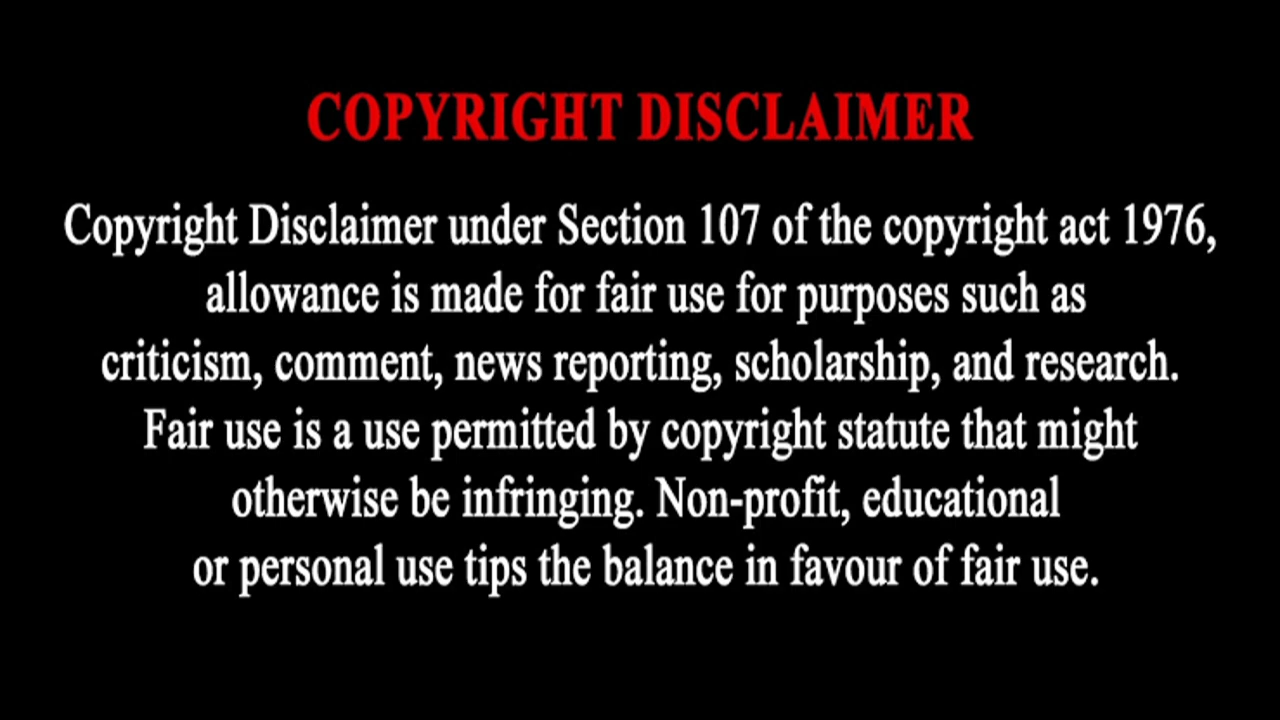 COPYRIGHT DISCLAIMER
Copyright Disclaimer under Section 107 of the copyright act 1976,
allowance is made for fair use for purposes such as
criticism, comment, news reporting, scholarship, and research.
Fair use is a use permitted by copyright statute that might
otherwise be infringing. Non-profit, educational
or personal use tips the balance in favour of fair use.